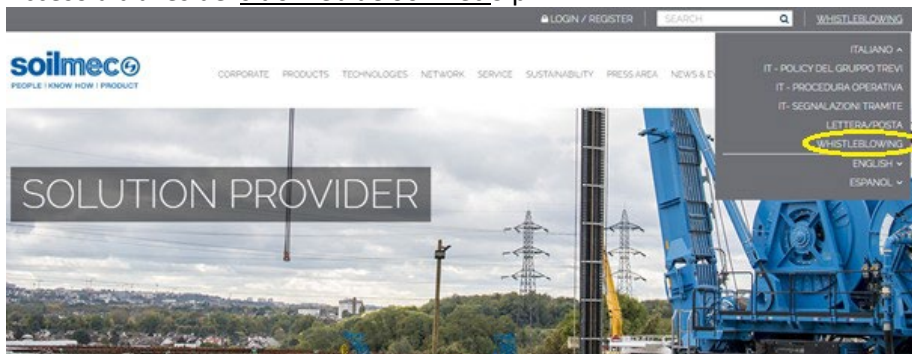 LOGIN / REGISTER SEARCH WHISTLEBLOWING
soilmec
PEOPLE | KNOW HOW | PRODUCT
CORPORATE PRODUCTS TECHNOLOGIES NETWORK SERVICE SUSTAINABILITY PRESS AREA NEWS &
ITALIANO
IT - POLICY DEL GRUPPO TREVI
IT - PROCEDURA OPERATIVA
IT- SEGNALAZIONI TRAMITE
LETTERA/POSTA
WHISTLEBLOWING
ENGLISH
ESPANOL
SOLUTION PROVIDER